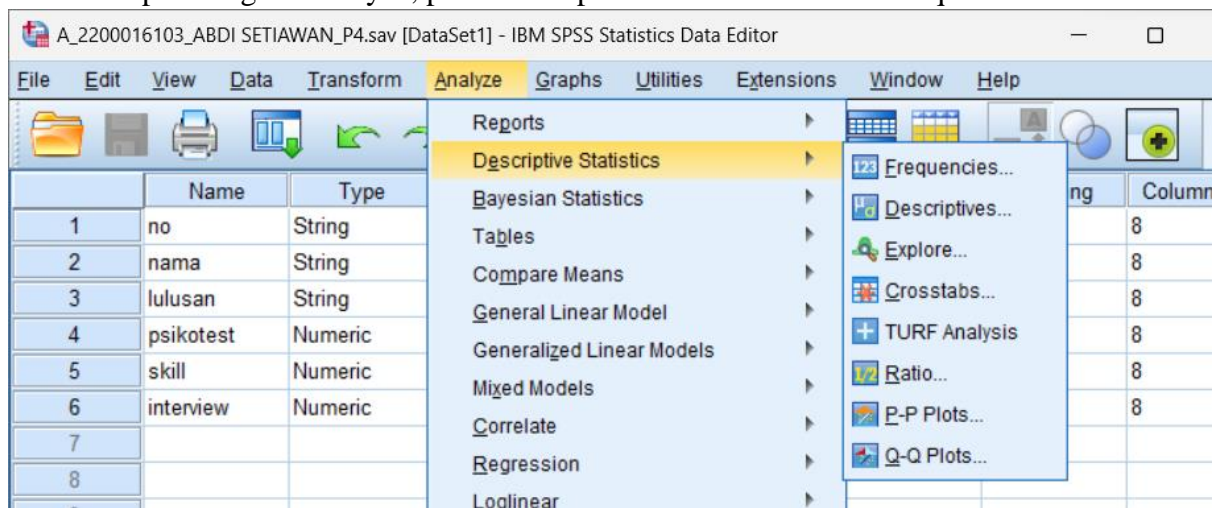 A_2200016103_ABDI SETIAWAN_P4.sav [DataSet1] - IBM SPSS Statistics Data Editor
File Edit View Data Transform Analyze Graphs Utilities Extensions Window Help
Reports
Descriptive Statistics
Bayesian Statistics
Tables
Compare Means
General Linear Model
Generalized Linear Models
Mixed Models
Correlate
Regression
Loglinear
123 Frequencies...
Descriptives...
Explore...
Crosstabs...
TURF Analysis
1/2 Ratio...
P-P Plots...
Q-Q Plots...
Name Type ng Column
1 no String 8
2 nama String 8
3 lulusan String 8
4 psikotest Numeric 8
5 skill Numeric 8
6 interview Numeric 8
7
8